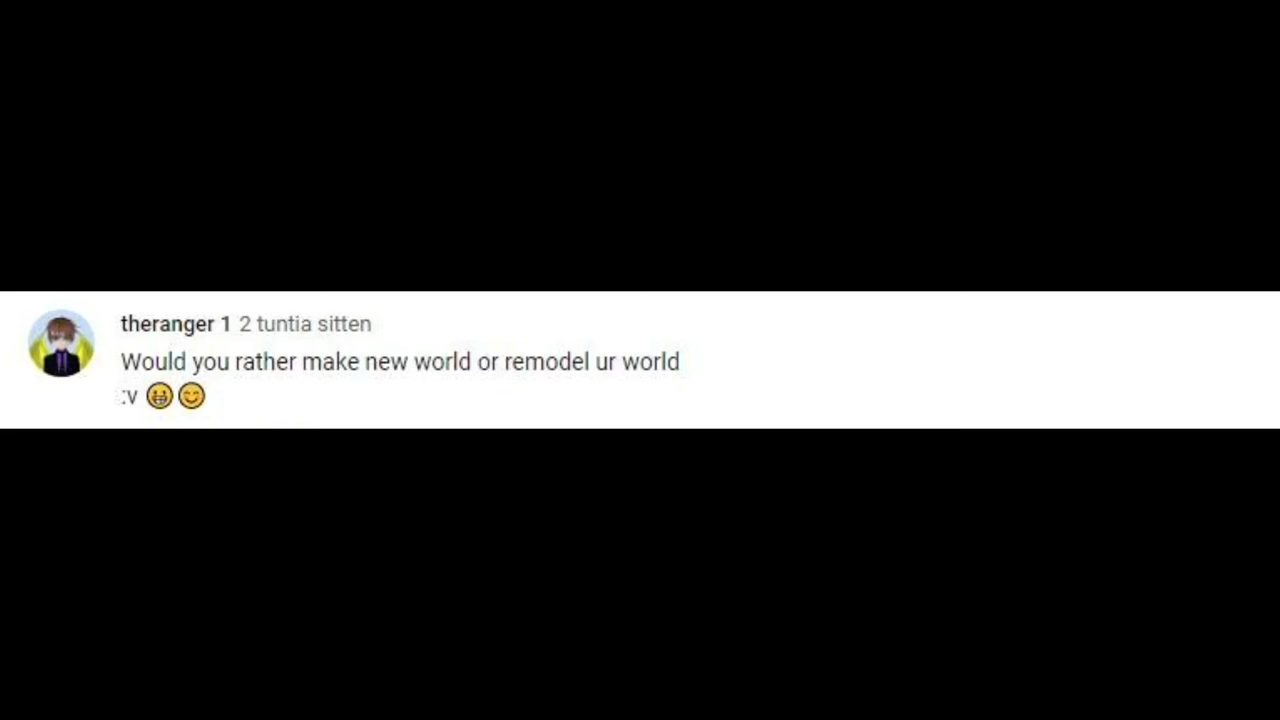 theranger 1 2 tuntia sitten
Would you rather make new world or remodel ur world
:v 😀😊